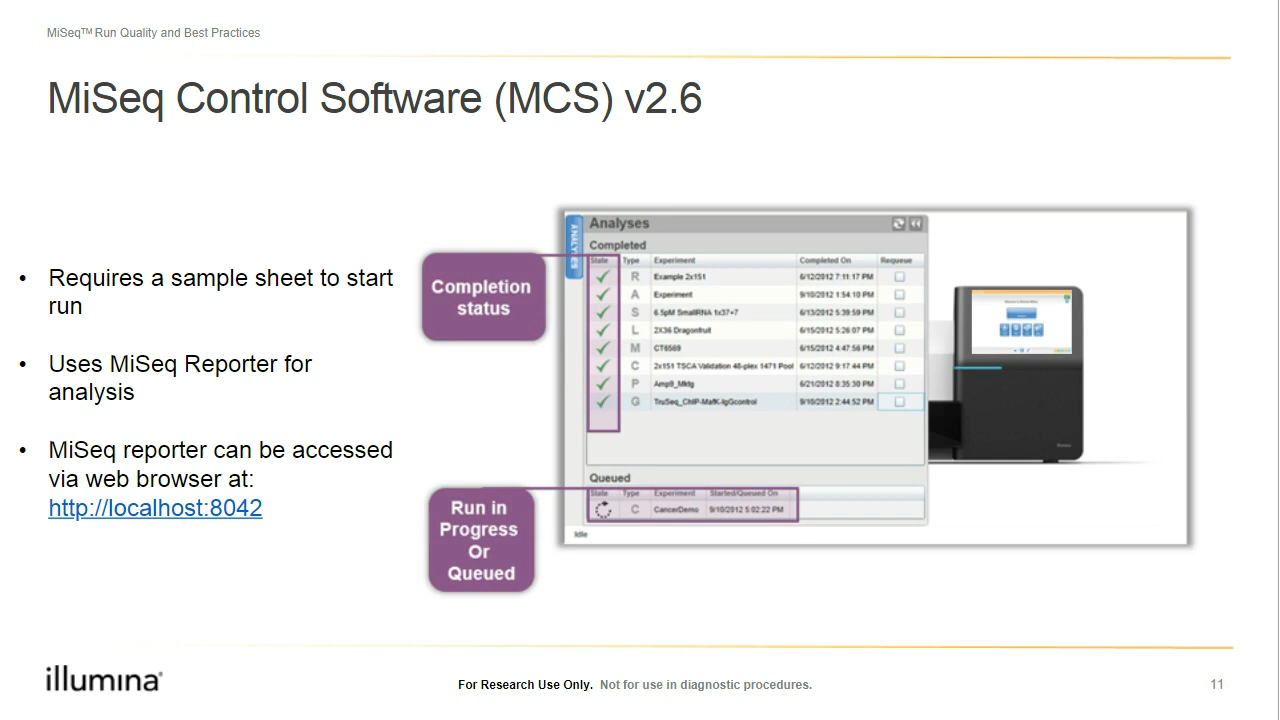 MiSeq™ Run Quality and Best Practices
MiSeq Control Software (MCS) v2.6
• Requires a sample sheet to start
run
• Uses MiSeq Reporter for
analysis
• MiSeq reporter can be accessed
via web browser at:
http://localhost:8042
Completion
status
Run in
Progress
Or
Queued
ANALYSES
Analyses
Completed
State Type Experiment Completed On Requeue
R Example 2x151 6/12/2012 7:11:17 PM
A Experiment 9/10/2012 1:54:10 PM
S 6.5pM SmallRNA 1x37+7 6/13/2012 5:39:59 PM
L 2X36 Dragonfruit 6/15/2012 5:26:07 PM
M CT6569 6/15/2012 4:47:56 PM
C 2x151 TSCA Validation 48-plex 1471 Pool 6/12/2012 9:17:44 PM
P Amp9_Mktg 6/21/2012 8:35:30 PM
G TruSeq_ChIP-MafK-IgGcontrol 9/10/2012 2:44:52 PM
Queued
State Type Experiment Started/Queued On
C CancerDemo 9/10/2012 5:02:22 PM
Idle
illumina®
For Research Use Only. Not for use in diagnostic procedures.
11